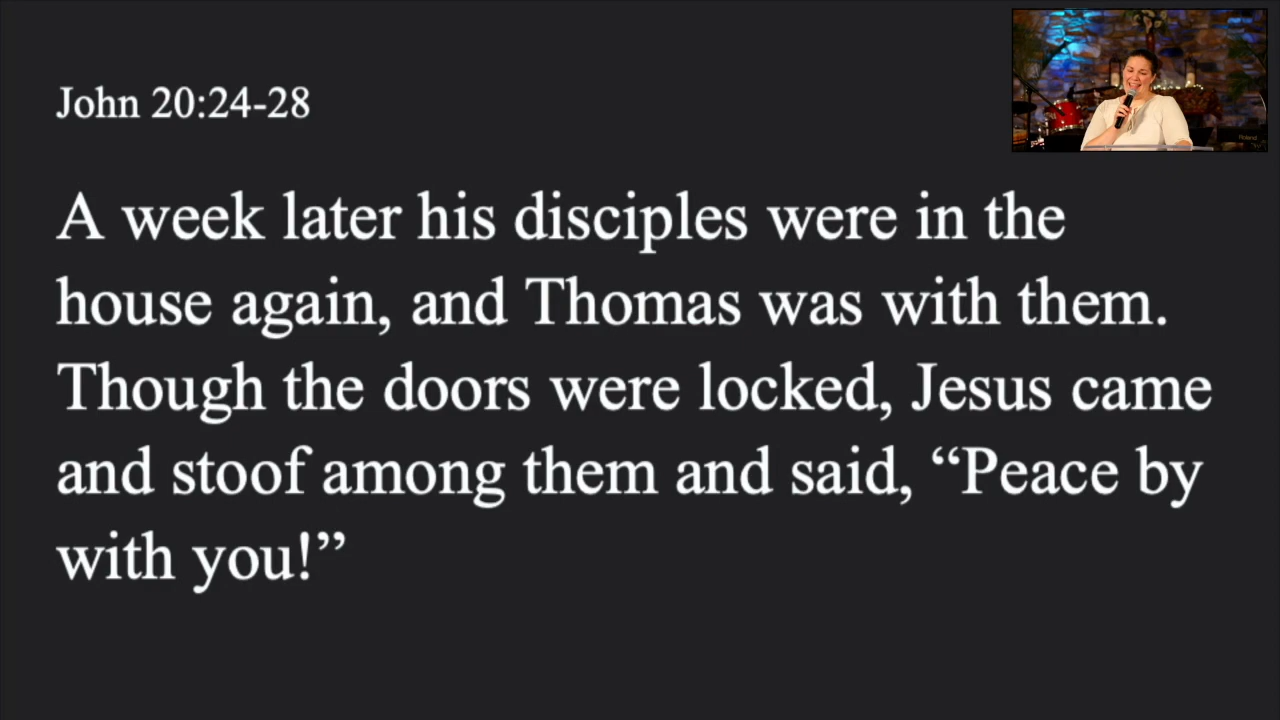 John 20:24-28
A week later his disciples were in the
house again, and Thomas was with them.
Though the doors were locked, Jesus came
and stoof among them and said, “Peace by
with you!”
Roland